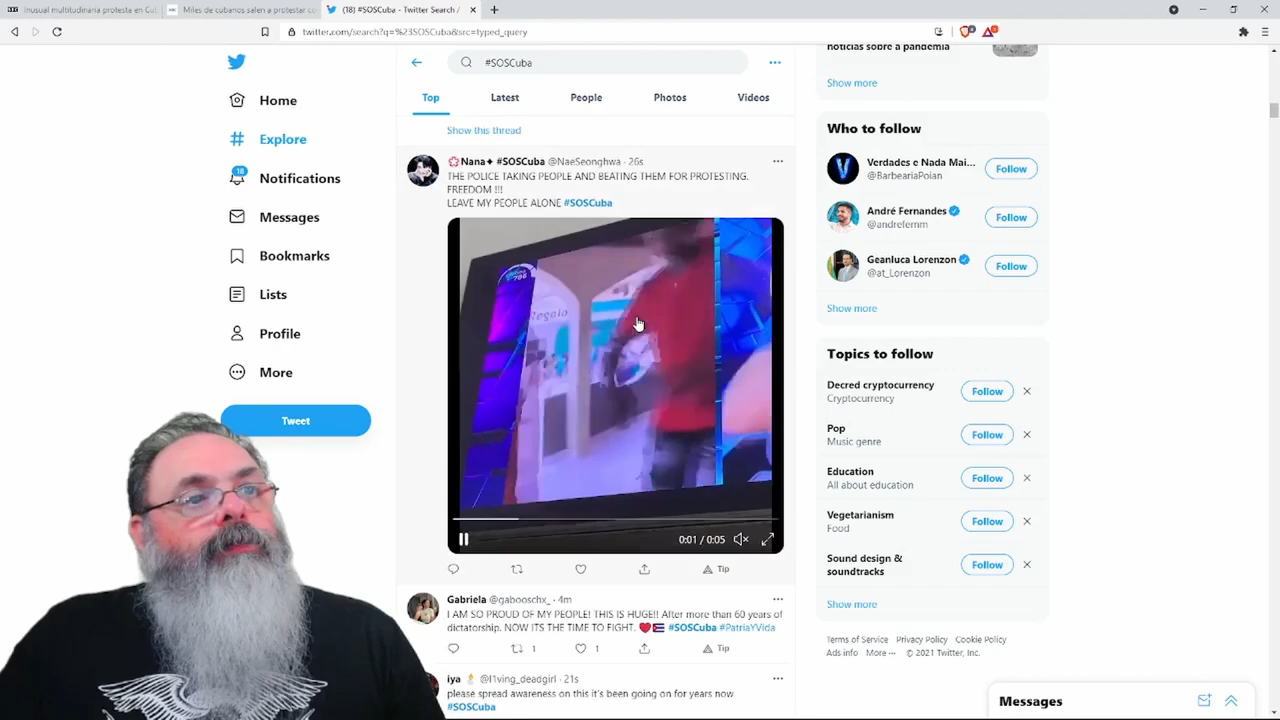 Inusual multitudinaria protesta en Cub
Miles de cubanos salen a protestar co
(18) #SOSCuba - Twitter Search /
twitter.com/search?q=%23SOSCuba&src=typed_query
#SOSCuba
Top
Latest
People
Photos
Videos
Home
Explore
18
Notifications
Messages
Bookmarks
Lists
Profile
More
Tweet
Show this thread
Nana✦ #SOSCuba @NaeSeonghwa · 26s
THE POLICE TAKING PEOPLE AND BEATING THEM FOR PROTESTING.
FREEDOM !!!
LEAVE MY PEOPLE ALONE #SOSCuba
Regalo
0:01 / 0:05
Tip
Gabriela @gabooschx_ · 4m
I AM SO PROUD OF MY PEOPLE! THIS IS HUGE!! After more than 60 years of
dictatorship. NOW ITS THE TIME TO FIGHT. ❤️🇨🇺 #SOSCuba #PatriaYVida
1
1
Tip
iya @l1ving_deadgirl · 21s
please spread awareness on this it's been going on for years now
#SOSCuba
noticias sobre a pandemia
Show more
Who to follow
Verdades e Nada Mai...
@BarbeariaPoian
Follow
André Fernandes
@andrefernm
Follow
Geanluca Lorenzon
@at_Lorenzon
Follow
Show more
Topics to follow
Decred cryptocurrency
Cryptocurrency
Follow
Pop
Music genre
Follow
Education
All about education
Follow
Vegetarianism
Food
Follow
Sound design &
soundtracks
Follow
Show more
Terms of Service Privacy Policy Cookie Policy
Ads info More ··· © 2021 Twitter, Inc.
Messages